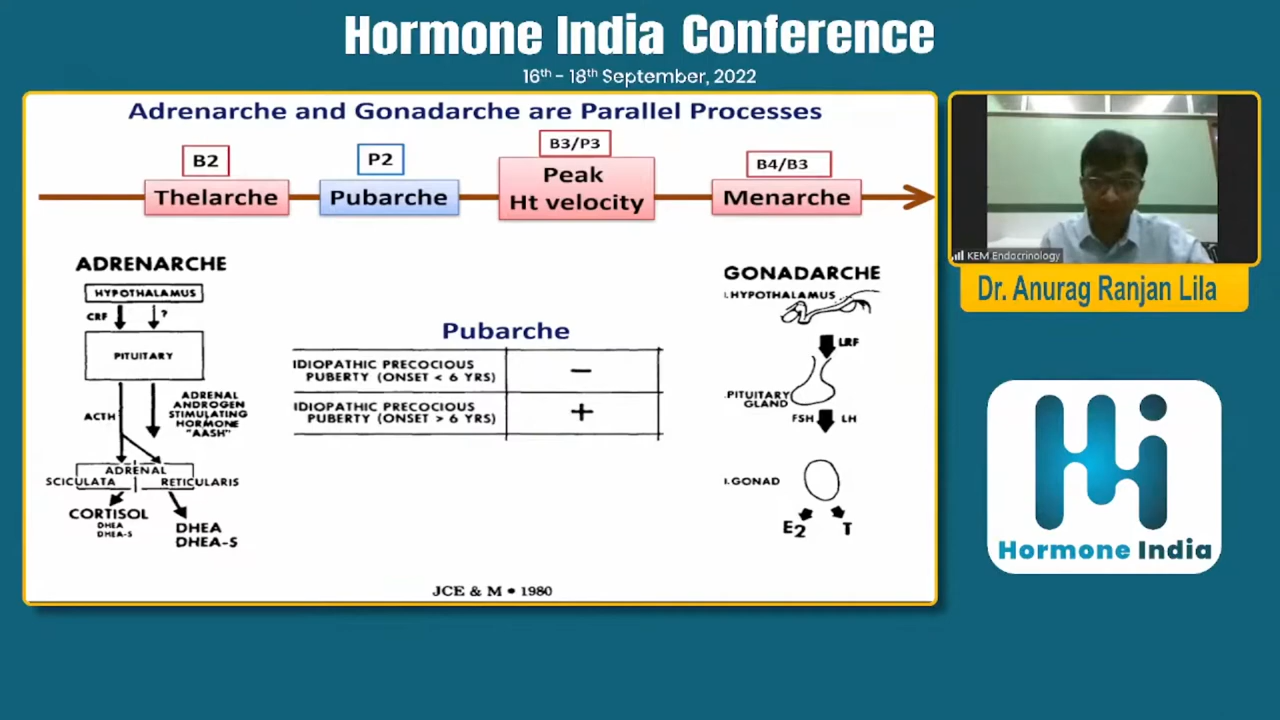 Hormone India Conference
16th - 18th September, 2022
Adrenarche and Gonadarche are Parallel Processes
B2
P2
B3/P3
B4/B3
Thelarche
Pubarche
Peak
Ht velocity
Menarche
ADRENARCHE
HYPOTHALAMUS
CRF
?
PITUITARY
ACTH
ADRENAL
ANDROGEN
STIMULATING
HORMONE
"AASH"
ADRENAL
SCICULATA
RETICULARIS
CORTISOL
DHEA
DHEA-S
DHEA
DHEA-S
Pubarche
IDIOPATHIC PRECOCIOUS
PUBERTY (ONSET < 6 YRS)
−
IDIOPATHIC PRECOCIOUS
PUBERTY (ONSET > 6 YRS)
+
GONADARCHE
HYPOTHALAMUS
LRF
PITUITARY
GLAND
FSH LH
GONAD
E2 T
JCE & M • 1980
KEM Endocrinology
Dr. Anurag Ranjan Lila
Hormone India